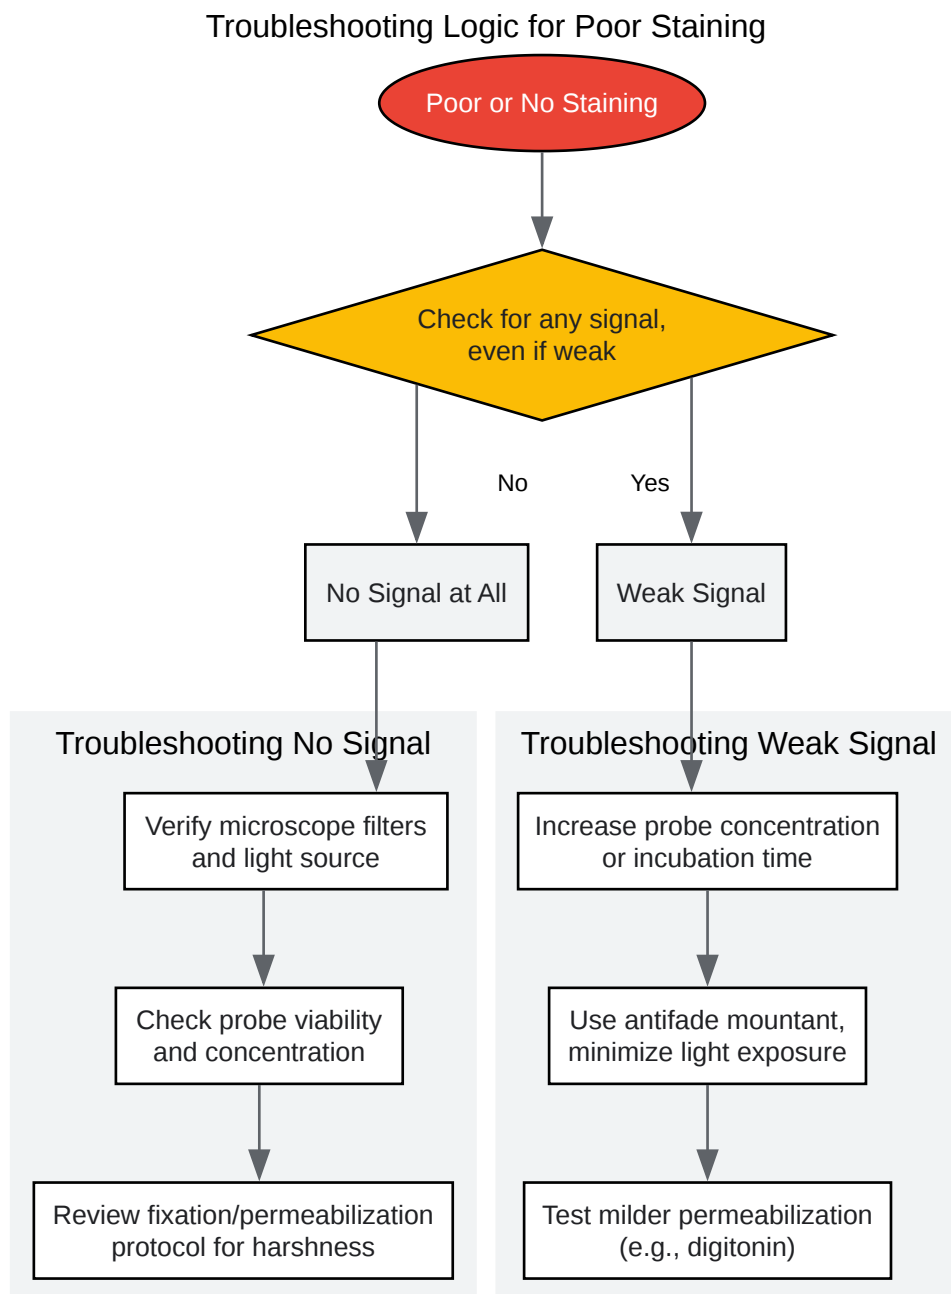 Troubleshooting Logic for Poor Staining
Poor or No Staining
Check for any signal,
even if weak
No
Yes
No Signal at All
Weak Signal
Troubleshooting No Signal
Verify microscope filters
and light source
Check probe viability
and concentration
Review fixation/permeabilization
protocol for harshness
Troubleshooting Weak Signal
Increase probe concentration
or incubation time
Use antifade mountant,
minimize light exposure
Test milder permeabilization
(e.g., digitonin)